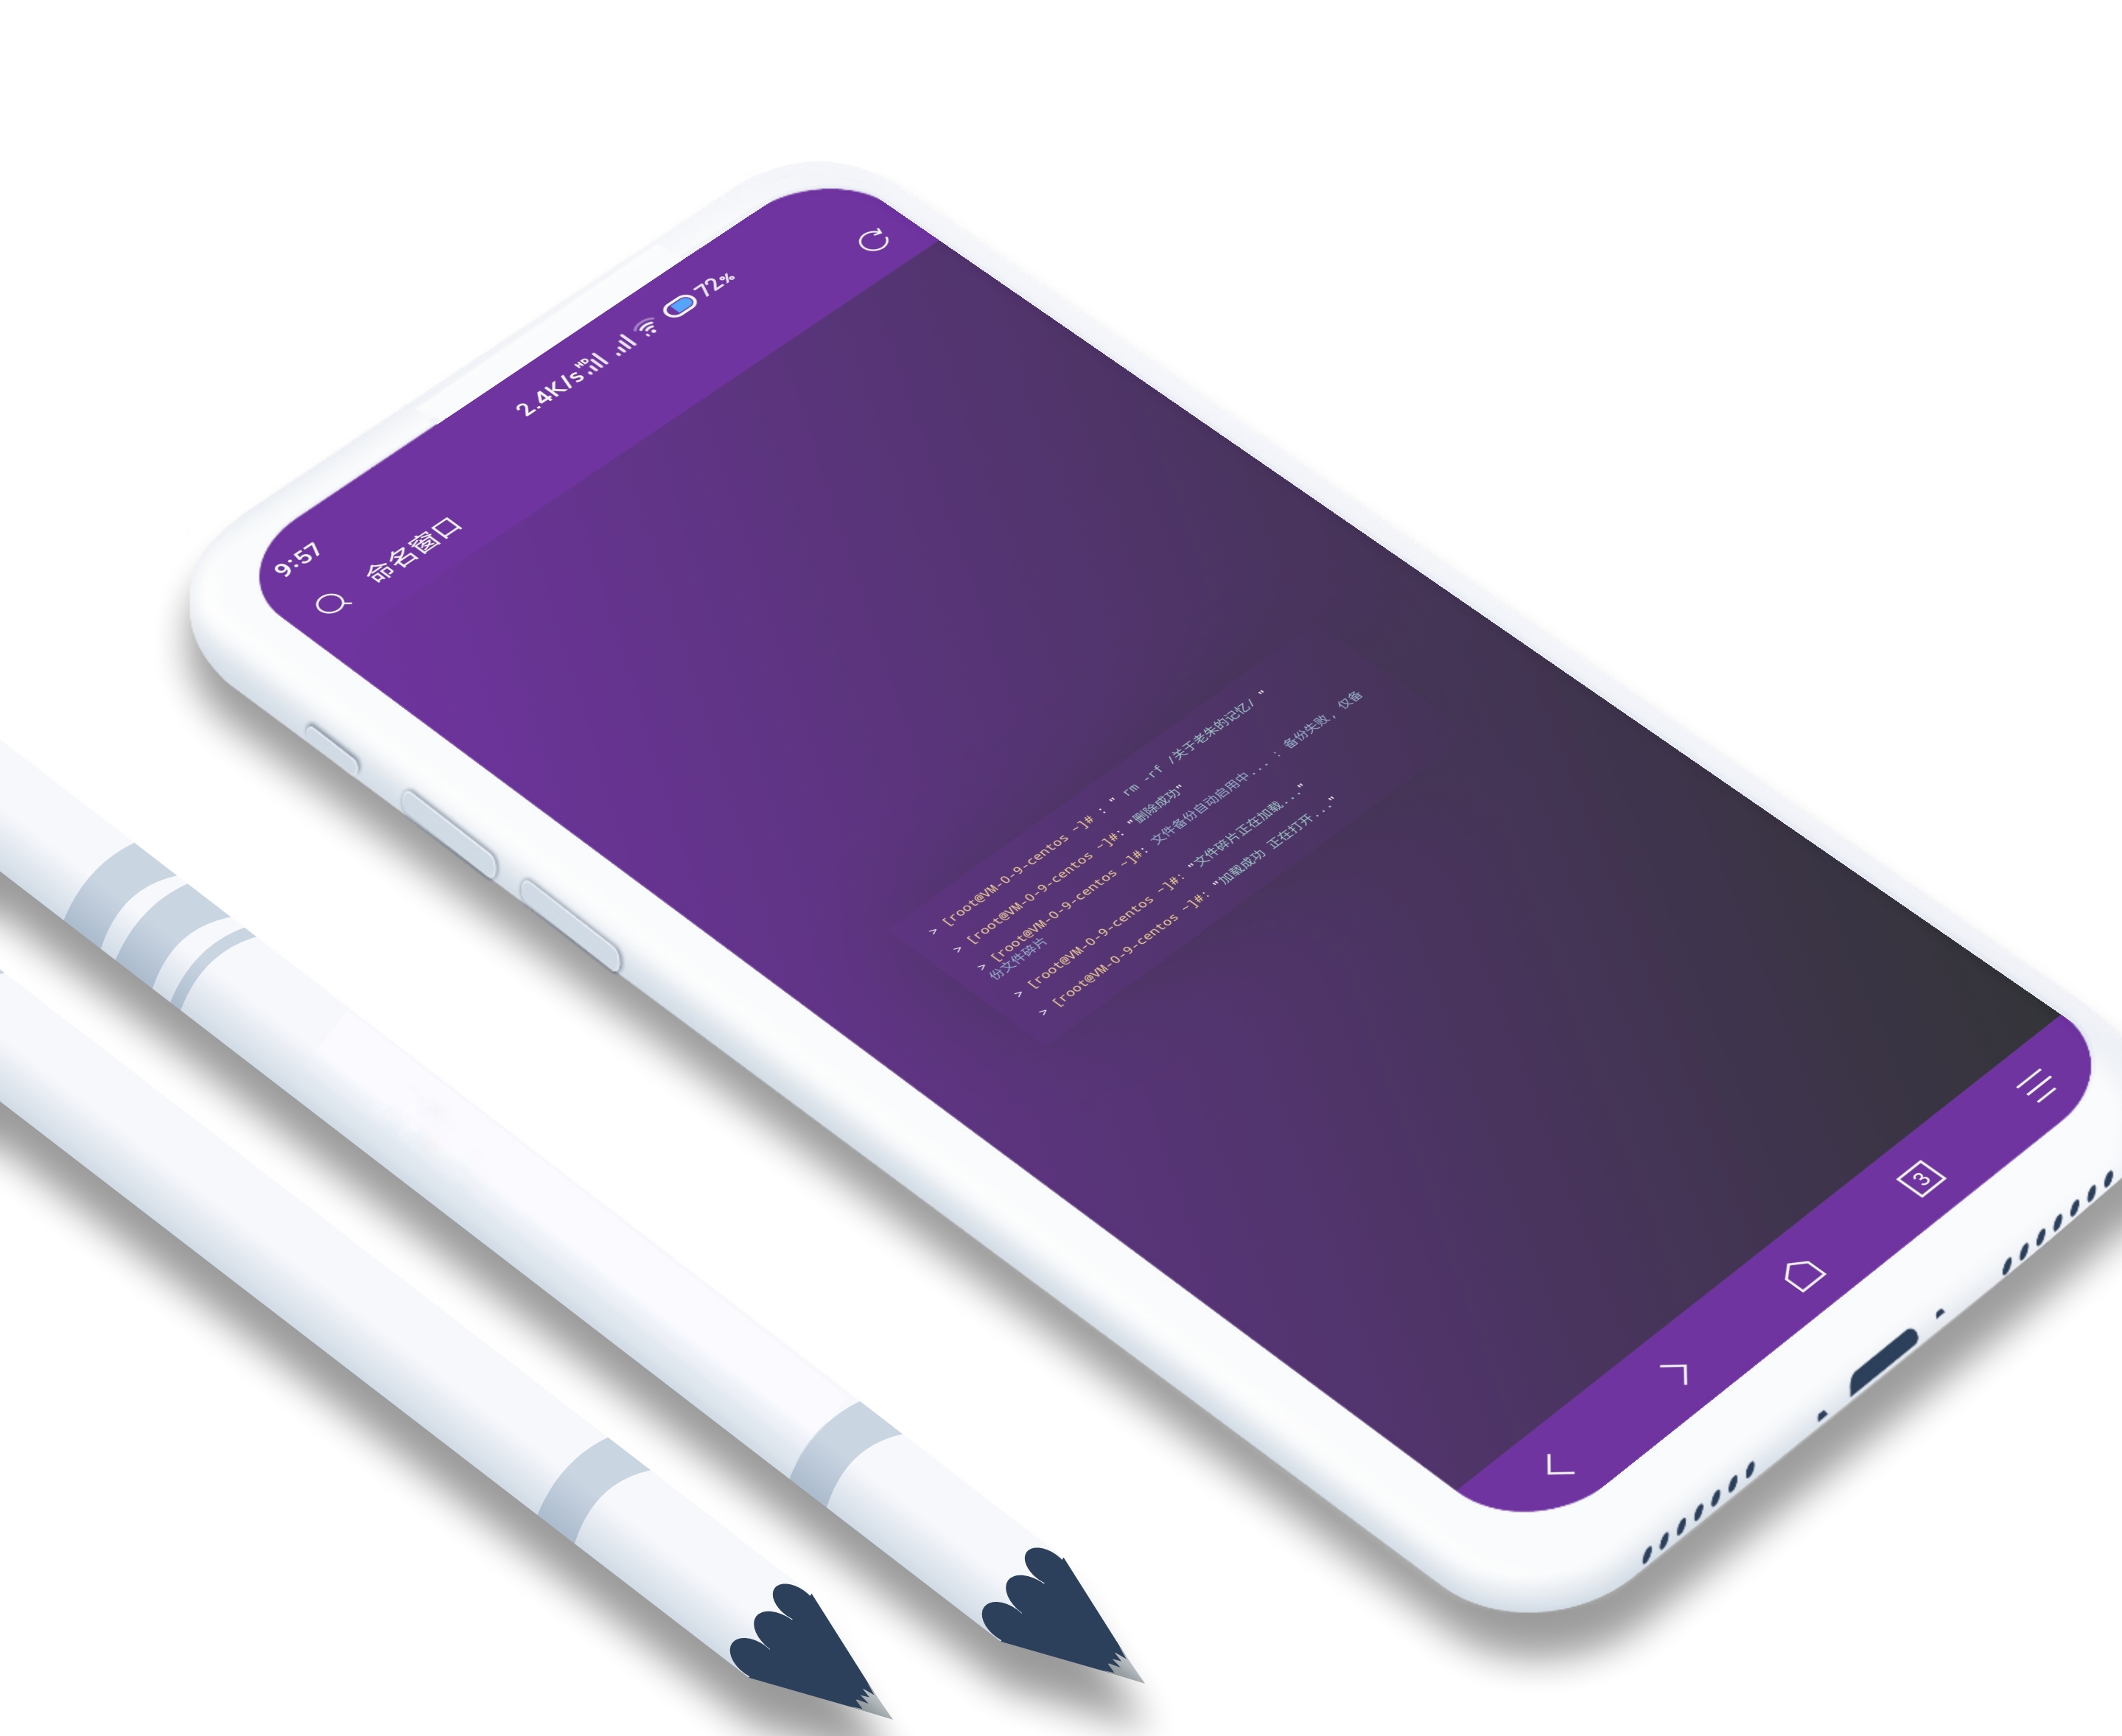 9:57
2.4K/s HD 72%
命名窗口
> [root@VM-0-9-centos ~]# : " rm -rf /关于老朱的记忆/ "
> [root@VM-0-9-centos ~]#: "删除成功"
> [root@VM-0-9-centos ~]#: 文件备份自动启用中... : 备份失败, 仅备
份文件碎片
> [root@VM-0-9-centos ~]#: "文件碎片正在加载..."
> [root@VM-0-9-centos ~]#: "加载成功 正在打开..."
3